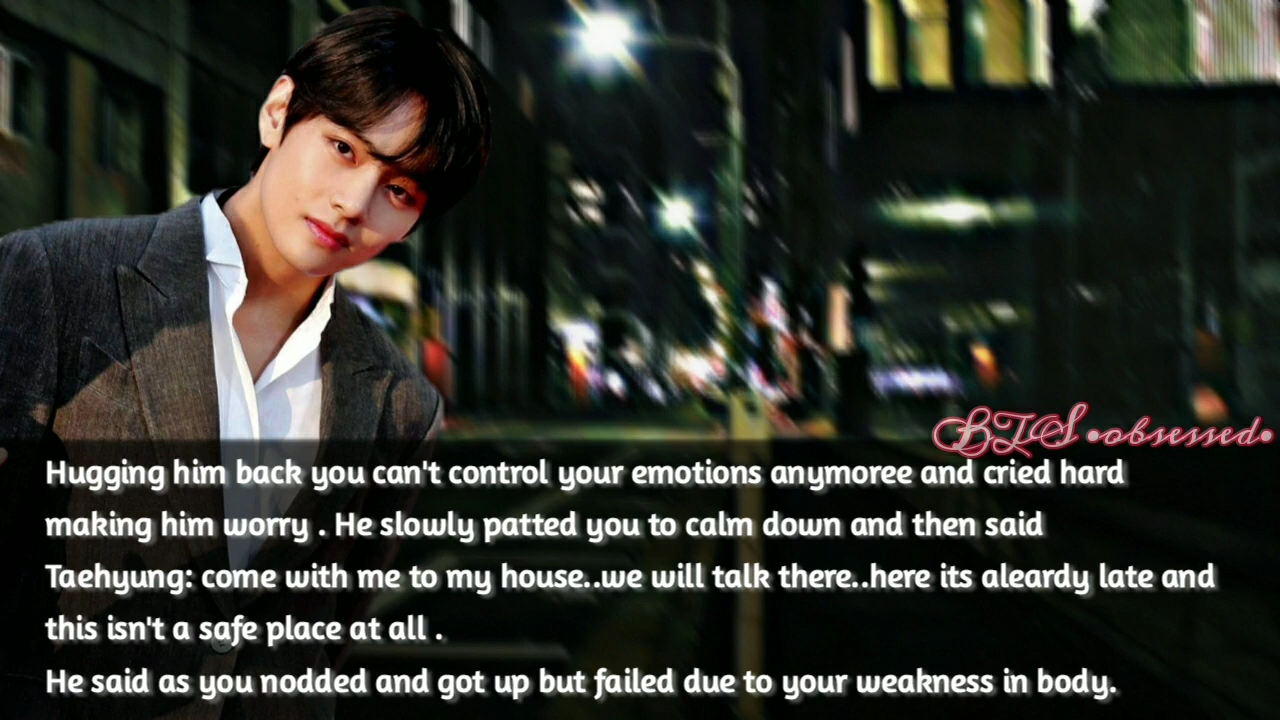 BTS •obsessed•
Hugging him back you can't control your emotions anymoree and cried hard
making him worry . He slowly patted you to calm down and then said
Taehyung: come with me to my house..we will talk there..here its aleardy late and
this isn't a safe place at all .
He said as you nodded and got up but failed due to your weakness in body.